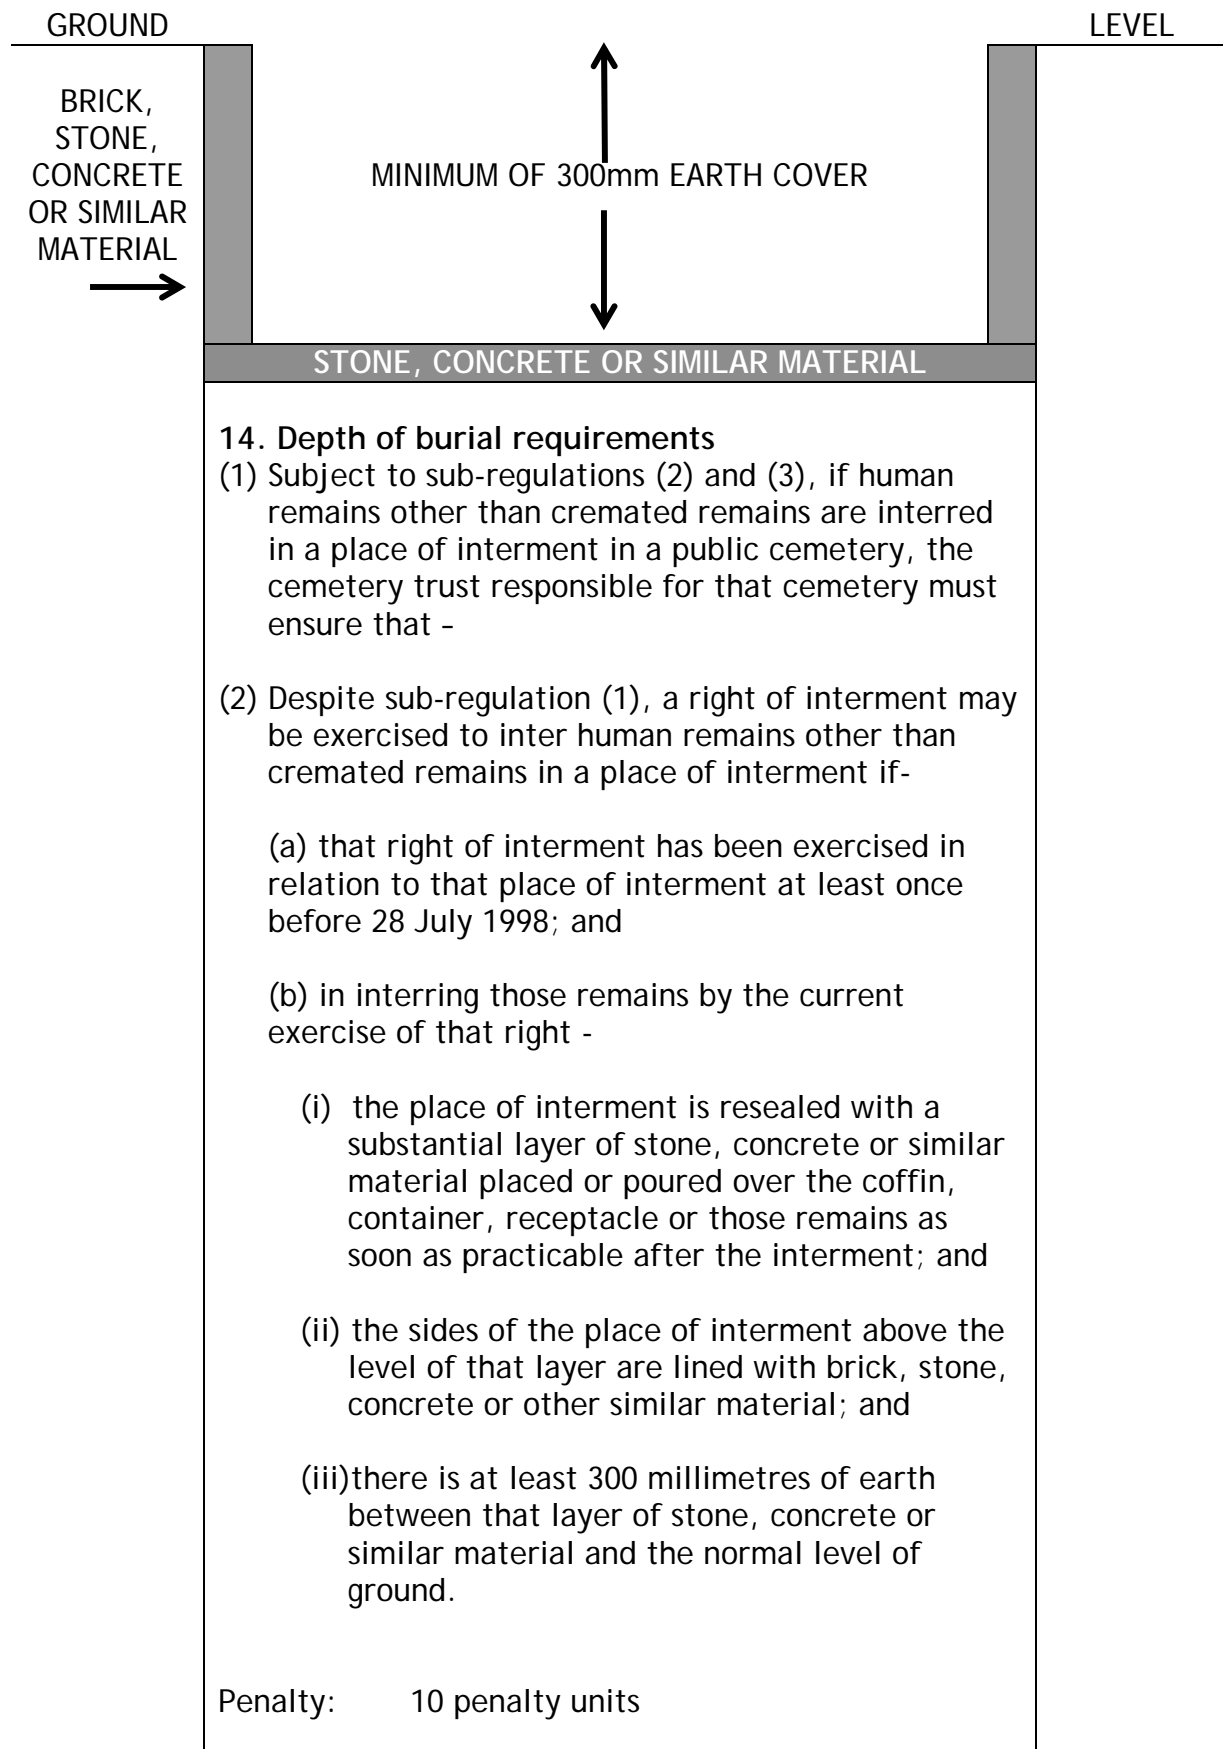 GROUND
LEVEL
BRICK,
STONE,
CONCRETE
OR SIMILAR
MATERIAL
MINIMUM OF 300mm EARTH COVER
STONE, CONCRETE OR SIMILAR MATERIAL
14. Depth of burial requirements
(1) Subject to sub-regulations (2) and (3), if human
remains other than cremated remains are interred
in a place of interment in a public cemetery, the
cemetery trust responsible for that cemetery must
ensure that –
(2) Despite sub-regulation (1), a right of interment may
be exercised to inter human remains other than
cremated remains in a place of interment if-
(a) that right of interment has been exercised in
relation to that place of interment at least once
before 28 July 1998; and
(b) in interring those remains by the current
exercise of that right -
(i) the place of interment is resealed with a
substantial layer of stone, concrete or similar
material placed or poured over the coffin,
container, receptacle or those remains as
soon as practicable after the interment; and
(ii) the sides of the place of interment above the
level of that layer are lined with brick, stone,
concrete or other similar material; and
(iii)there is at least 300 millimetres of earth
between that layer of stone, concrete or
similar material and the normal level of
ground.
Penalty: 10 penalty units